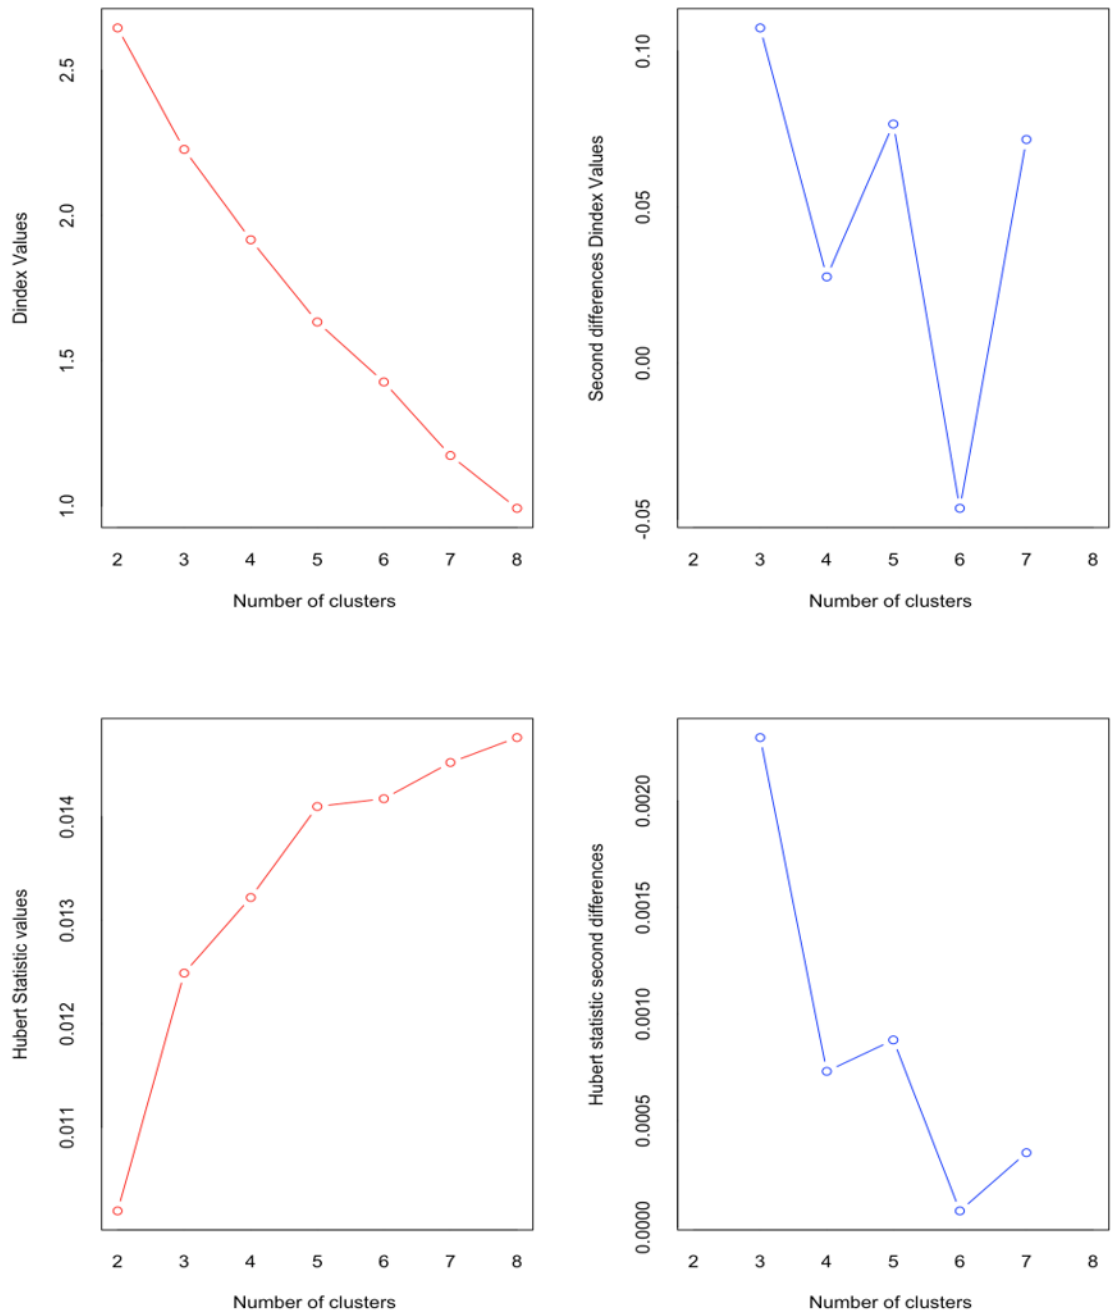 Dindex Values
2.5
2.0
1.5
1.0
2 3 4 5 6 7 8
Number of clusters
Second differences Dindex Values
0.10
0.05
0.00
-0.05
2 3 4 5 6 7 8
Number of clusters
Hubert Statistic values
0.014
0.013
0.012
0.011
2 3 4 5 6 7 8
Number of clusters
Hubert statistic second differences
0.0020
0.0015
0.0010
0.0005
0.0000
2 3 4 5 6 7 8
Number of clusters